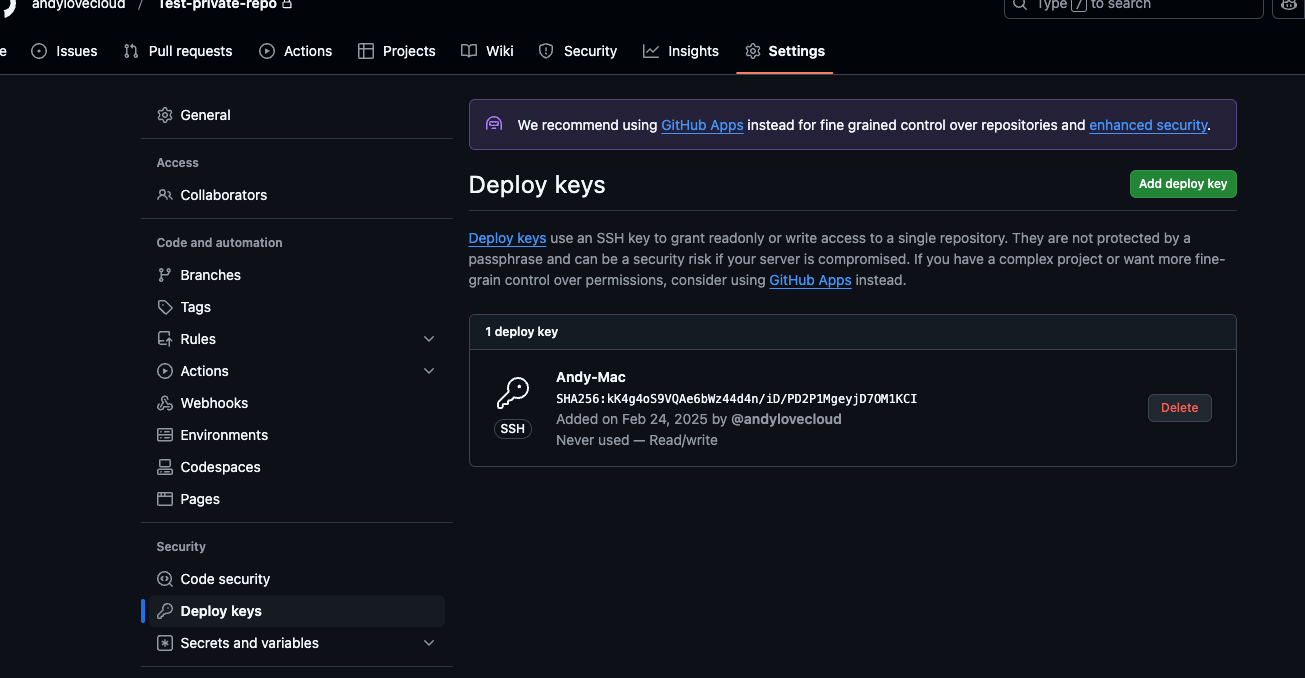 andylovecloud / Test-private-repo
Type / to search
e Issues Pull requests Actions Projects Wiki Security Insights Settings
General
Access
Collaborators
Code and automation
Branches
Tags
Rules
Actions
Webhooks
Environments
Codespaces
Pages
Security
Code security
Deploy keys
Secrets and variables
We recommend using GitHub Apps instead for fine grained control over repositories and enhanced security.
Deploy keys
Add deploy key
Deploy keys use an SSH key to grant readonly or write access to a single repository. They are not protected by a
passphrase and can be a security risk if your server is compromised. If you have a complex project or want more fine-
grain control over permissions, consider using GitHub Apps instead.
1 deploy key
Andy-Mac
SHA256:kK4g4oS9VQAe6bWz44d4n/iD/PD2P1MgeyjD7OM1KCI
SSH
Added on Feb 24, 2025 by @andylovecloud
Never used — Read/write
Delete